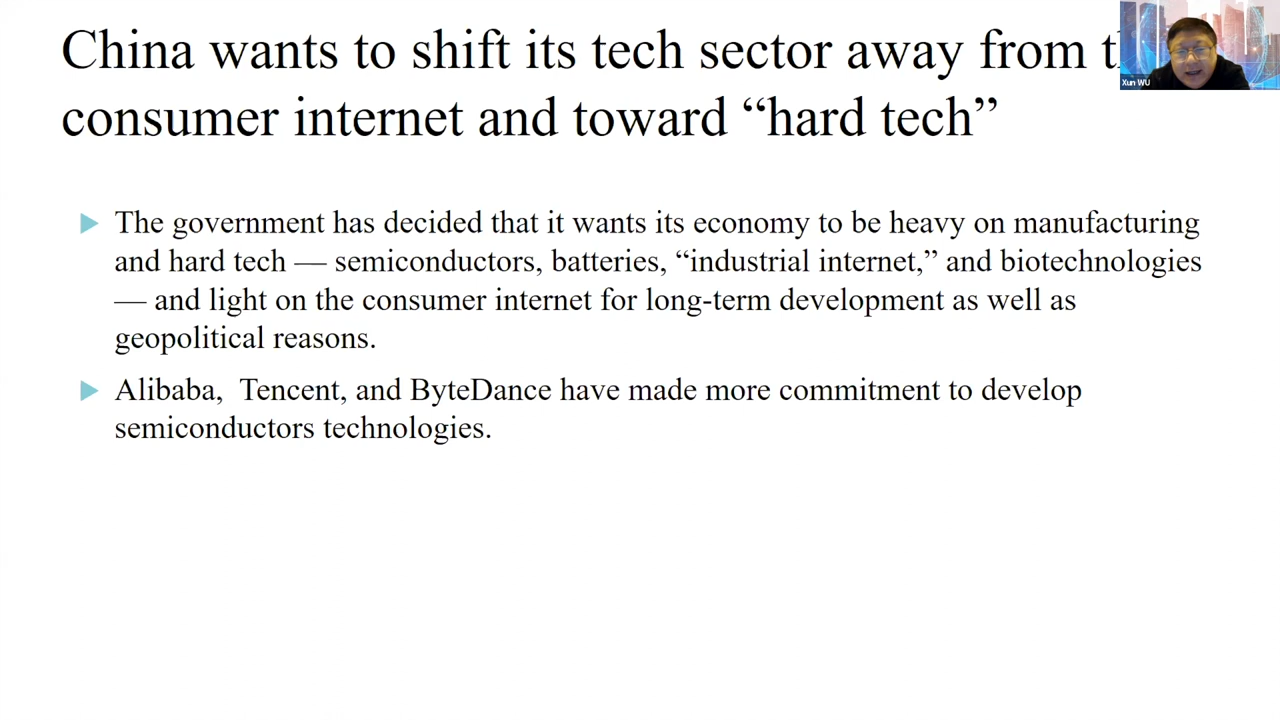 China wants to shift its tech sector away from
consumer internet and toward “hard tech”
Xun WU
The government has decided that it wants its economy to be heavy on manufacturing
and hard tech — semiconductors, batteries, “industrial internet,” and biotechnologies
— and light on the consumer internet for long-term development as well as
geopolitical reasons.
Alibaba,  Tencent, and ByteDance have made more commitment to develop
semiconductors technologies.